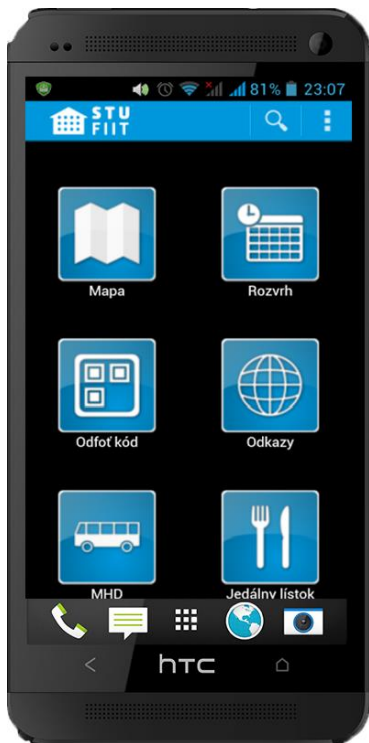 81% 23:07
STU
FIIT
Mapa Rozvrh
Odfoť kód Odkazy
MHD Jedálny lístok
hTC